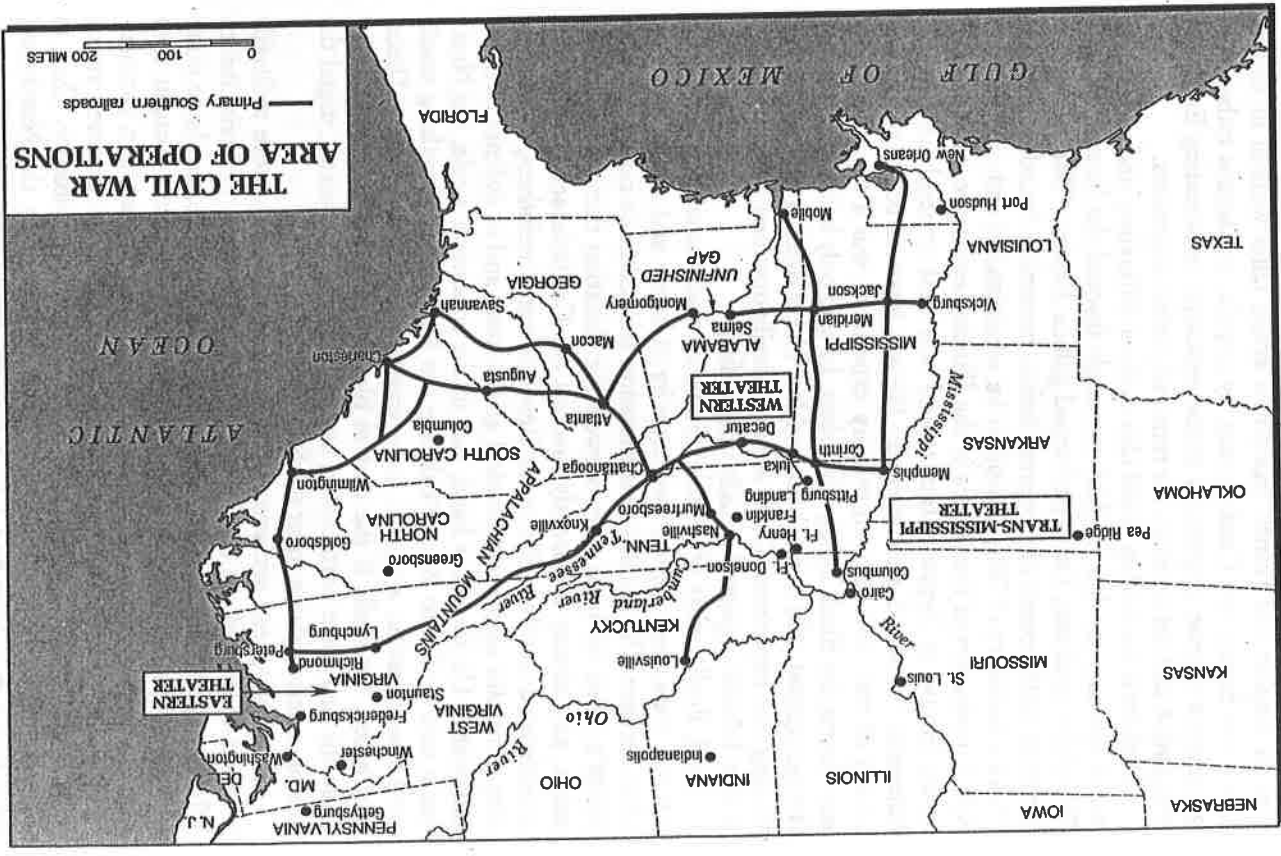 NEBRASKA
IOWA
ILLINOIS
INDIANA
Indianapolis
OHIO
PENNSYLVANIA
Gettysburg
N.J.
MD.
DEL.
Washington
Winchester
KANSAS
MISSOURI
St. Louis
Ohio
River
WEST
VIRGINIA
Staunton
Fredericksburg
EASTERN
THEATER
VIRGINIA
Richmond
Petersburg
Lynchburg
Louisville
KENTUCKY
River
Cairo
Columbus
Cumberland
River
Tennessee
River
APPALACHIAN MOUNTAINS
Greensboro
Goldsboro
NORTH
CAROLINA
Wilmington
Pea Ridge
TRANS-MISSISSIPPI
THEATER
Ft. Donelson
Ft. Henry
Nashville
TENN.
Franklin
Murfreesboro
Knoxville
Pittsburg
Landing
OKLAHOMA
ARKANSAS
Memphis
Corinth
Iuka
Decatur
Chattanooga
SOUTH
CAROLINA
Columbia
ATLANTIC
OCEAN
Mississippi
WESTERN
THEATER
Atlanta
Augusta
Charleston
MISSISSIPPI
ALABAMA
Macon
Savannah
Vicksburg
Jackson
Meridian
Selma
Montgomery
GEORGIA
UNFINISHED
GAP
TEXAS
LOUISIANA
Port Hudson
Mobile
New Orleans
FLORIDA
GULF OF MEXICO
THE CIVIL WAR
AREA OF OPERATIONS
Primary Southern railroads
0 100 200 MILES